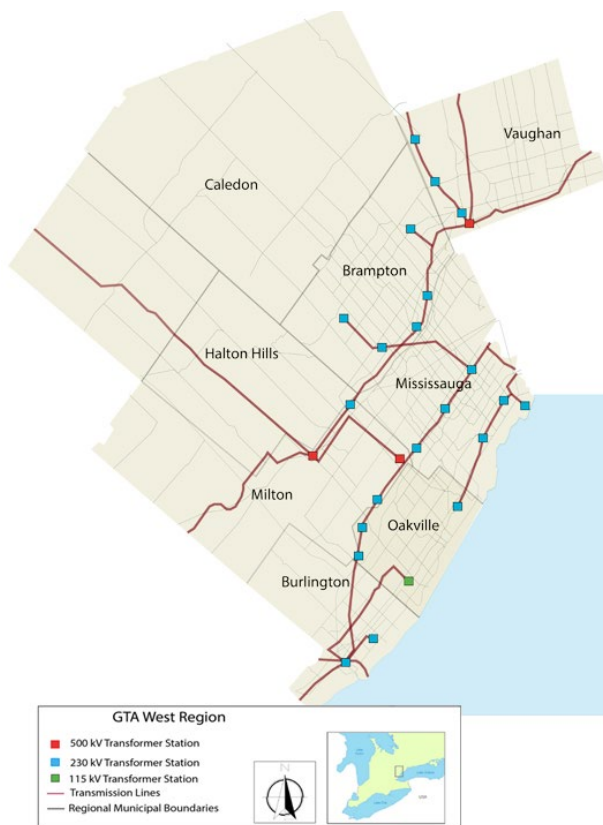 Vaughan
Caledon
Brampton
Halton Hills
Mississauga
Milton
Oakville
Burlington
GTA West Region
500 kV Transformer Station
230 kV Transformer Station
115 kV Transformer Station
Transmission Lines
Regional Municipal Boundaries
N